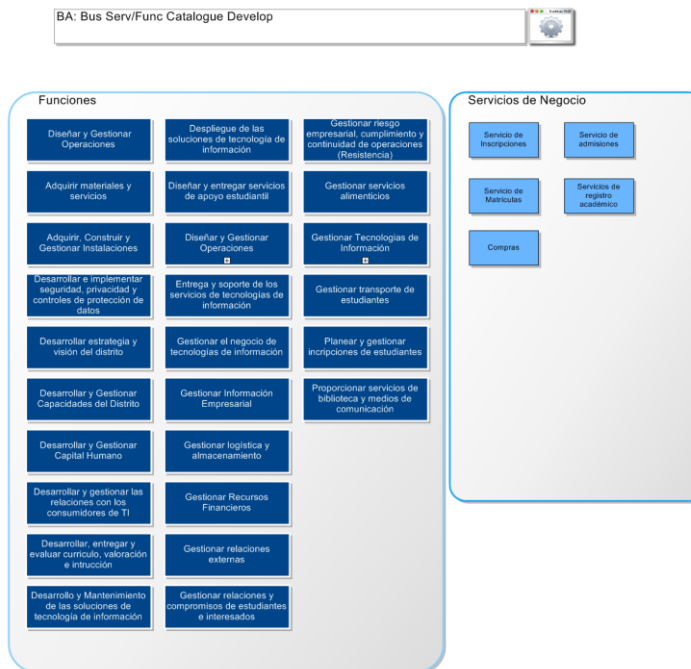 BA: Bus Serv/Func Catalogue Develop
Funciones
Diseñar y Gestionar
Operaciones
Despliegue de las
soluciones de tecnología de
información
Gestionar riesgo
empresarial, cumplimiento y
continuidad de operaciones
(Resistencia)
Adquirir materiales y
servicios
Diseñar y entregar servicios
de apoyo estudiantil
Gestionar servicios
alimenticios
Adquirir, Construir y
Gestionar Instalaciones
Diseñar y Gestionar
Operaciones
Gestionar Tecnologias de
Información
Desarrollar e implementar
seguridad, privacidad y
controles de protección de
datos
Entrega y soporte de los
servicios de tecnologías de
información
Gestionar transporte de
estudiantes
Desarrollar estrategia y
visión del distrito
Gestionar el negocio de
tecnologías de información
Planear y gestionar
incripciones de estudiantes
Desarrollar y Gestionar
Capacidades del Distrito
Gestionar Información
Empresarial
Proporcionar servicios de
biblioteca y medios de
comunicación
Desarrollar y Gestionar
Capital Humano
Gestionar logística y
almacenamiento
Desarrollar y gestionar las
relaciones con los
consumidores de TI
Gestionar Recursos
Financieros
Desarrollar, entregar y
evaluar curriculo, valoración
e intrucción
Gestionar relaciones
externas
Desarrollo y Mantenimiento
de las soluciones de
tecnología de información
Gestionar relaciones y
compromisos de estudiantes
e interesados
Servicios de Negocio
Servicio de
Inscripciones
Servicio de
admisiones
Servicio de
Matrículas
Servicios de
registro
académico
Compras